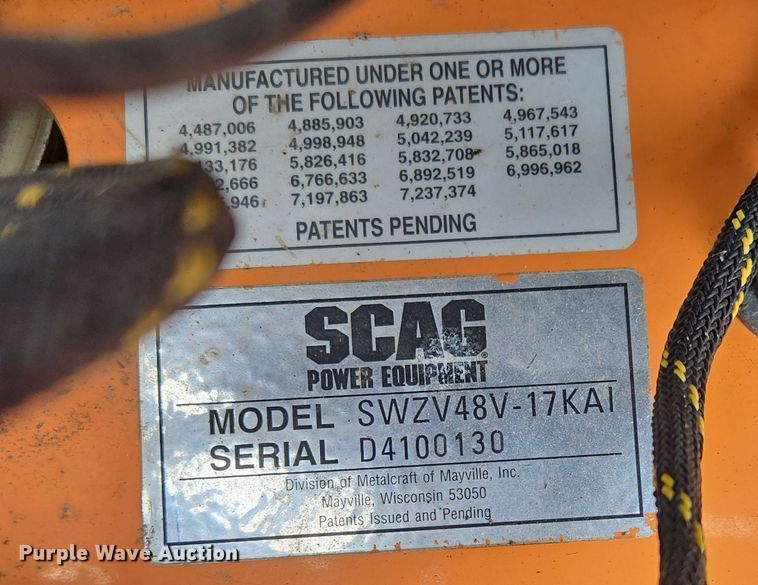 MANUFACTURED UNDER ONE OR MORE
OF THE FOLLOWING PATENTS:
4,487,006 4,885,903 4,920,733 4,967,543
4,991,382 4,998,948 5,042,239 5,117,617
5,826,416 5,832,708 5,865,018
6,766,633 6,892,519 6,996,962
7,197,863 7,237,374
PATENTS PENDING
SCAG®
POWER EQUIPMENT
MODEL SWZV48V-17KAI
SERIAL D4100130
Division of Metalcraft of Mayville, Inc.
Mayville, Wisconsin 53050
Patents Issued and Pending
Purple Wave Auction